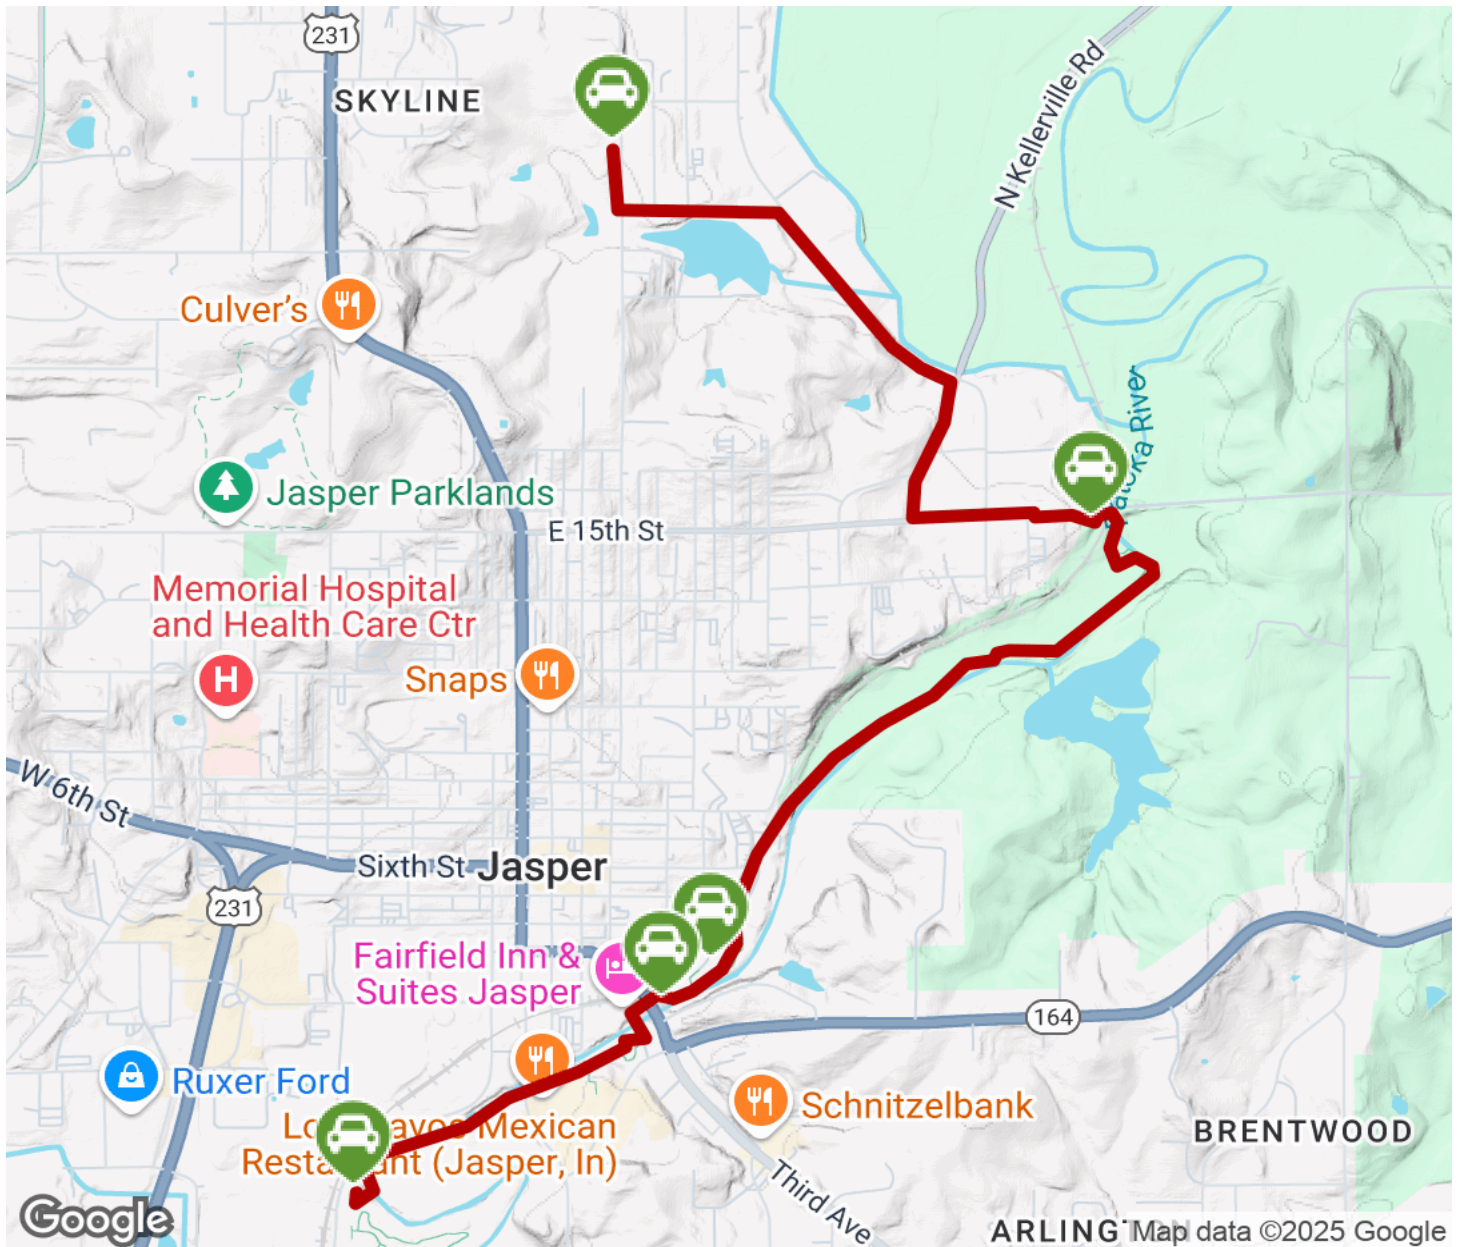 231
SKYLINE
N Kellerville Rd
Culver's
Patoka River
Jasper Parklands
E 15th St
Memorial Hospital
and Health Care Ctr
H
Snaps
W 6th St
Sixth St
Jasper
231
Fairfield Inn &
Suites Jasper
164
Ruxer Ford
Schnitzelbank
Mexican
(Jasper, In)
BRENTWOOD
Third Ave
Google
Map data ©2025 Google